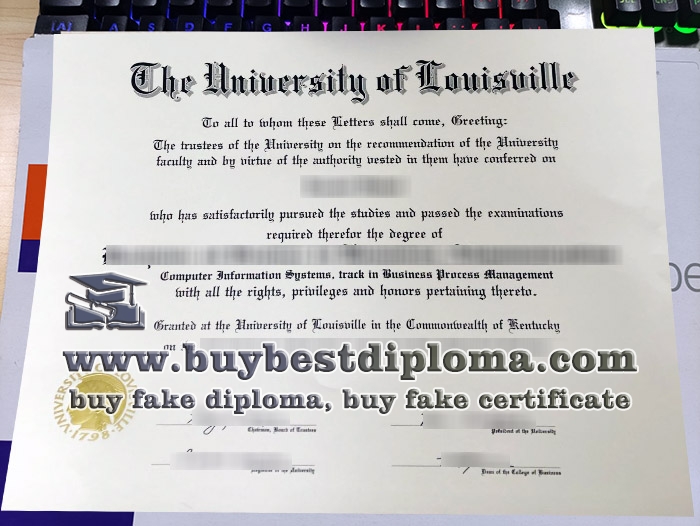 The University of Louisville
To all to whom these Letters shall come, Greeting:
The trustees of the University on the recommendation of the University
faculty and by virtue of the authority vested in them have conferred on
who has satisfactorily pursued the studies and passed the examinations
required therefor the degree of
Computer Information Systems, track in Business Process Management
with all the rights, privileges and honors pertaining thereto.
Granted at the University of Louisville in the Commonwealth of Kentucky
on
www.buybestdiploma.com
buy fake diploma, buy fake certificate
1798
Chairman, Board of Trustees
President of the University
of the University
Dean of the College of Business